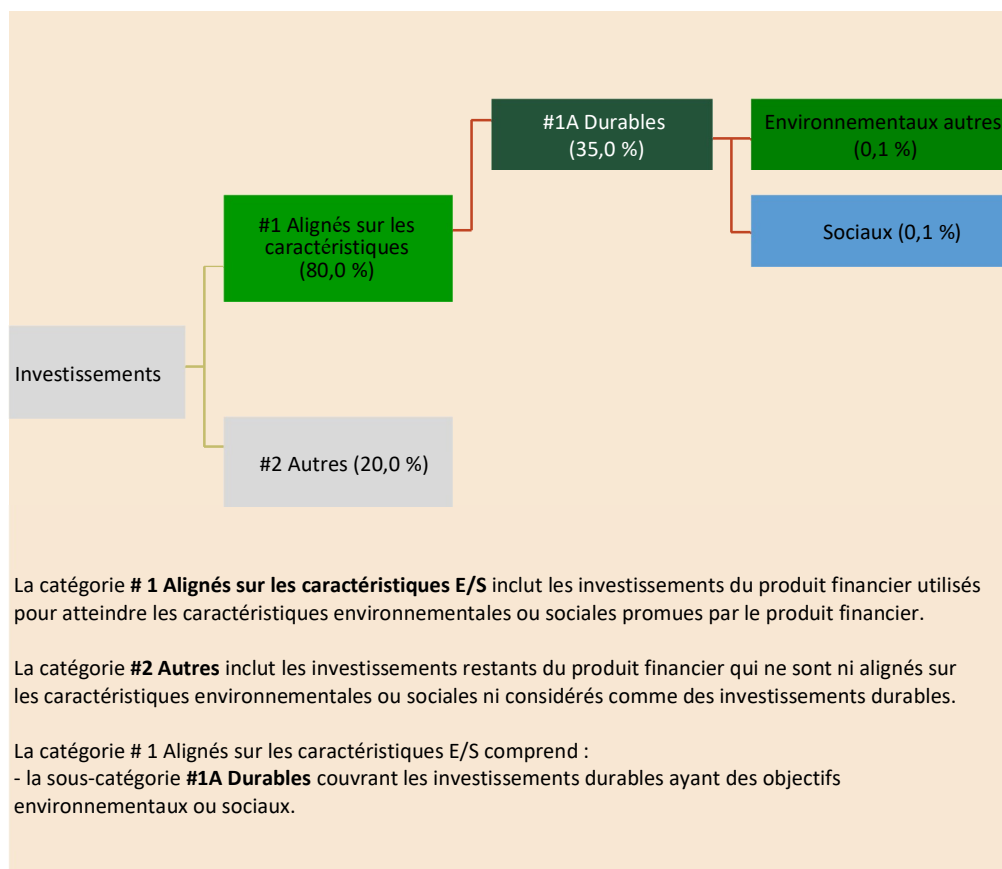 #1A Durables
(35,0 %)
Environnementaux autres
(0,1 %)
#1 Alignés sur les
caractéristiques
(80,0 %)
Sociaux (0,1 %)
Investissements
#2 Autres (20,0 %)
La catégorie # 1 Alignés sur les caractéristiques E/S inclut les investissements du produit financier utilisés
pour atteindre les caractéristiques environnementales ou sociales promues par le produit financier.
La catégorie #2 Autres inclut les investissements restants du produit financier qui ne sont ni alignés sur
les caractéristiques environnementales ou sociales ni considérés comme des investissements durables.
La catégorie # 1 Alignés sur les caractéristiques E/S comprend :
- la sous-catégorie #1A Durables couvrant les investissements durables ayant des objectifs
environnementaux ou sociaux.